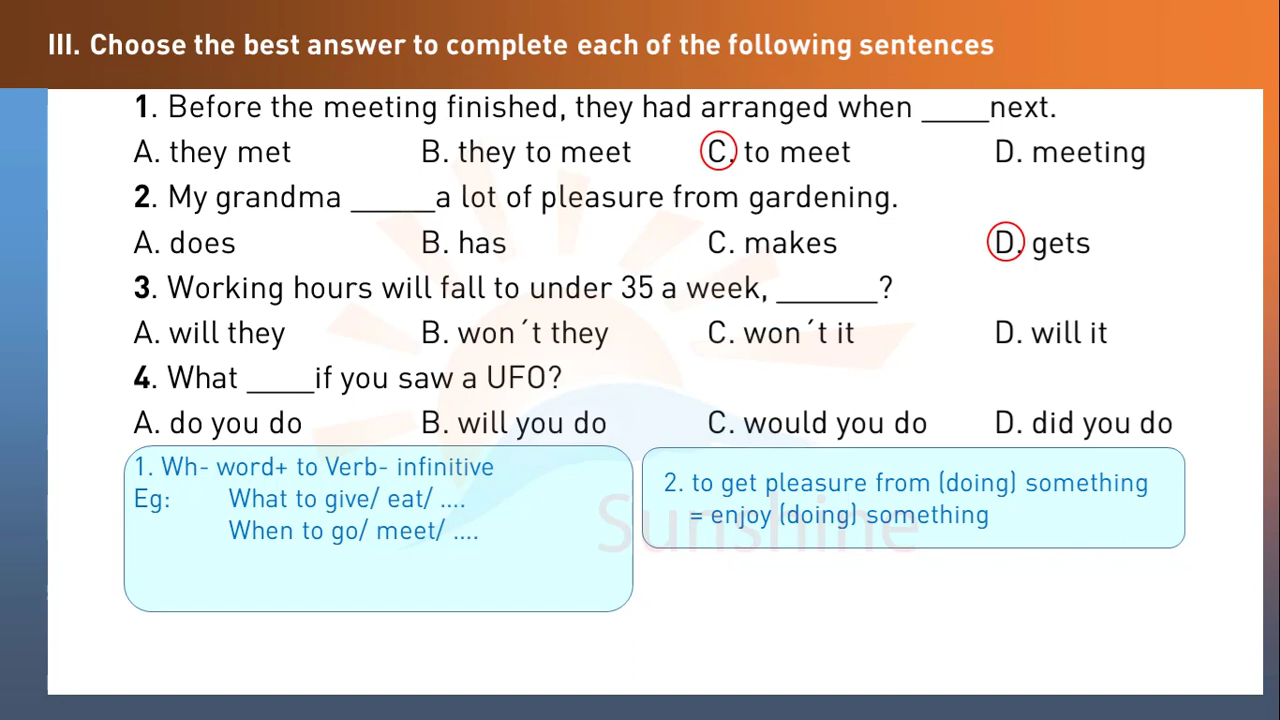 III. Choose the best answer to complete each of the following sentences
1. Before the meeting finished, they had arranged when _____next.
A. they met B. they to meet C. to meet D. meeting
2. My grandma ______a lot of pleasure from gardening.
A. does B. has C. makes D. gets
3. Working hours will fall to under 35 a week, _______?
A. will they B. won´t they C. won´t it D. will it
4. What _____if you saw a UFO?
A. do you do B. will you do C. would you do D. did you do
1. Wh- word+ to Verb- infinitive
Eg: What to give/ eat/ ....
When to go/ meet/ ....
2. to get pleasure from (doing) something
= enjoy (doing) something
Sunshine